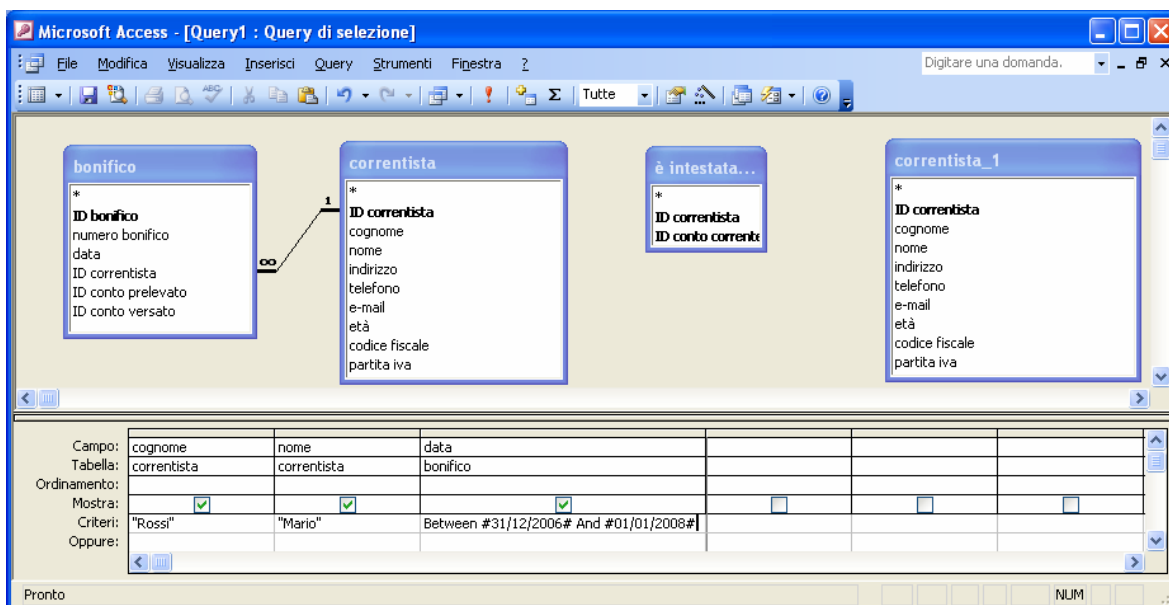 Microsoft Access - [Query1 : Query di selezione]
File Modifica Visualizza Inserisci Query Strumenti Finestra ? Digitare una domanda.
ABC Σ Tutte
bonifico
*
ID bonifico
numero bonifico
data
ID correntista
ID conto prelevato
ID conto versato
∞
1
correntista
*
ID correntista
cognome
nome
indirizzo
telefono
e-mail
età
codice fiscale
partita iva
è intestata...
*
ID correntista
ID conto corrente
correntista_1
*
ID correntista
cognome
nome
indirizzo
telefono
e-mail
età
codice fiscale
partita iva
Campo: cognome nome data
Tabella: correntista correntista bonifico
Ordinamento:
Mostra:
Criteri: "Rossi" "Mario" Between #31/12/2006# And #01/01/2008#
Oppure:
Pronto NUM